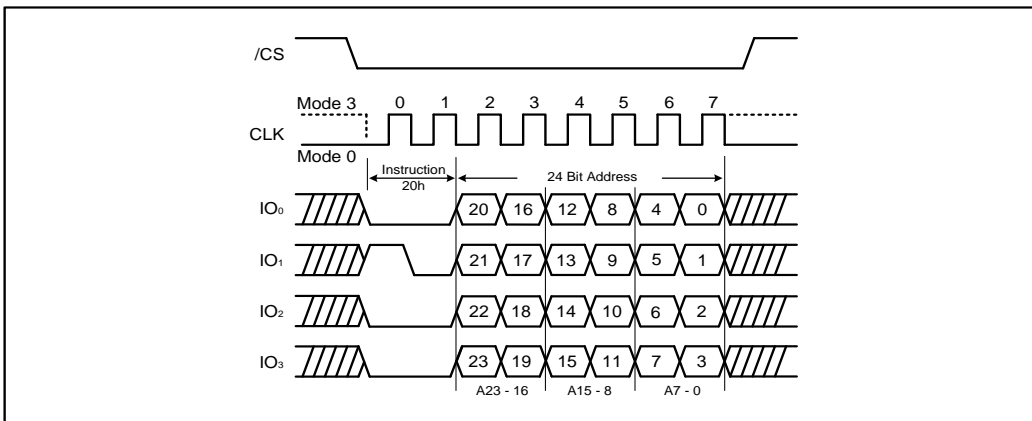 /CS
Mode 3 0 1 2 3 4 5 6 7
CLK
Mode 0
Instruction
20h
24 Bit Address
IO₀ 20 16 12 8 4 0
IO₁ 21 17 13 9 5 1
IO₂ 22 18 14 10 6 2
IO₃ 23 19 15 11 7 3
A23 - 16 A15 - 8 A7 - 0